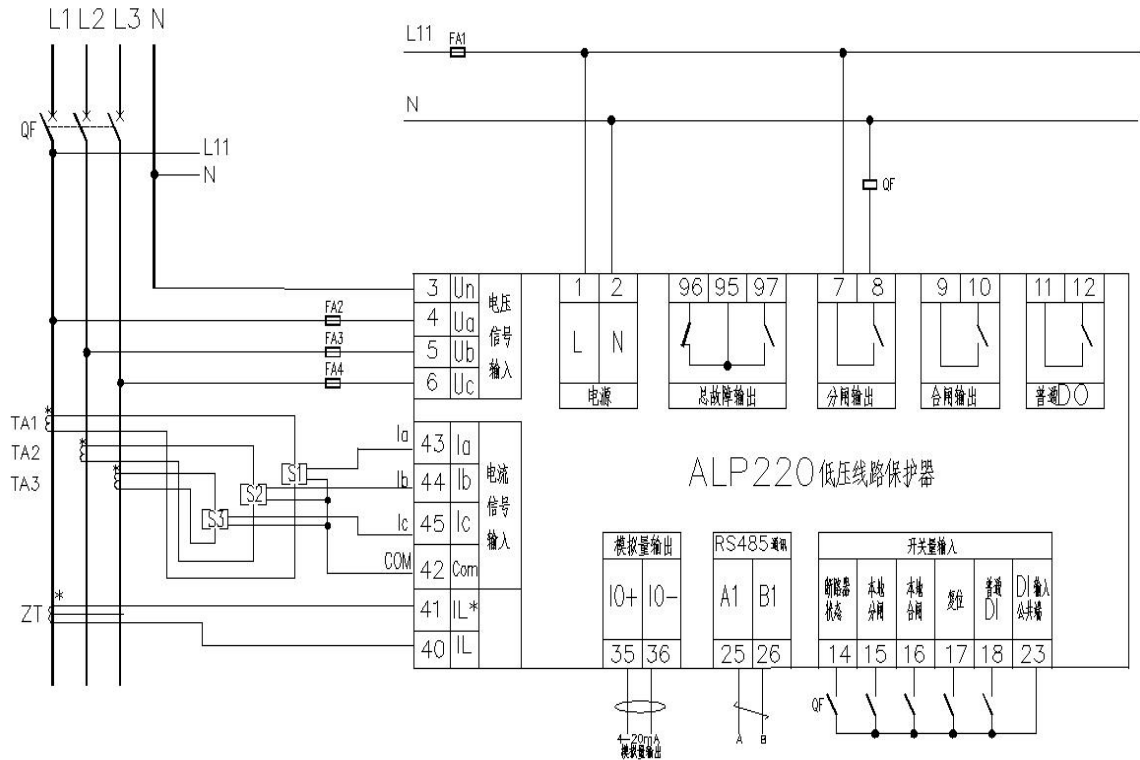 L1 L2 L3 N
L11 FA1
N
QF
L11
N
QF
3 Un
4 Ua
5 Ub
6 Uc
电压
信号
输入
FA2
FA3
FA4
1 2
L N
电源
96 95 97
总故障输出
7 8
分闸输出
9 10
合闸输出
11 12
普通DO
TA1 *
TA2 *
TA3 *
S1
S2
S3
Ia
Ib
Ic
COM
43 Ia
44 Ib
45 Ic
42 Com
41 IL*
40 IL
电流
信号
输入
ZT *
ALP220低压线路保护器
模拟量输出
IO+ IO-
35 36
4—20mA
模拟量输出
RS485通讯
A1 B1
25 26
A B
开关量输入
断路器
状态
本地
分闸
本地
合闸
复位
普通
DI
DI输入
公共端
14 15 16 17 18 23
QF